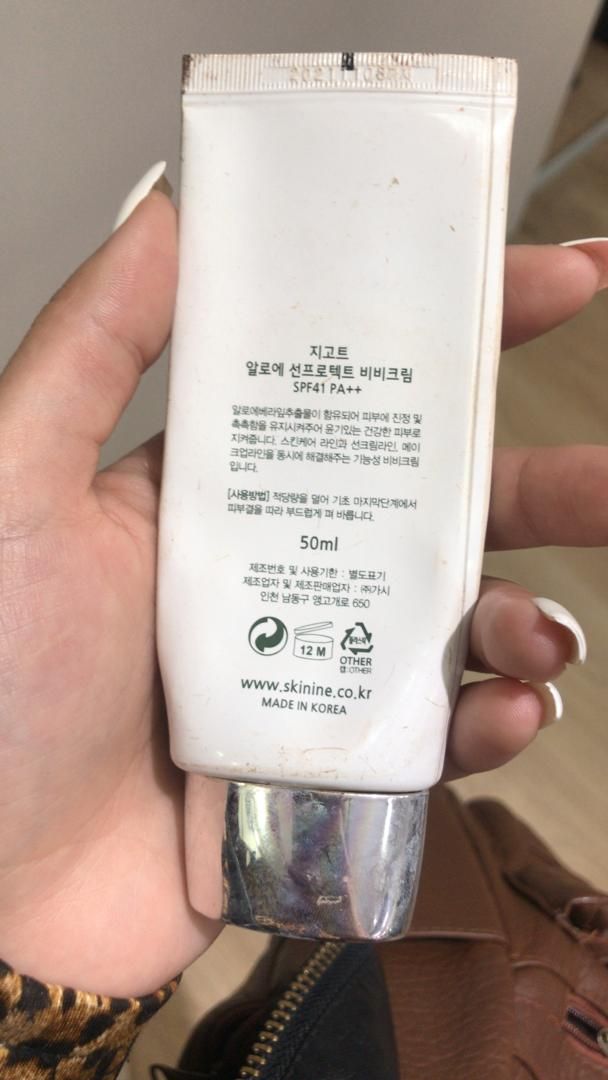 지고트
알로에 선프로텍트 비비크림
SPF41 PA++
알로에베라잎추출물이 함유되어 피부에 진정 및
촉촉함을 유지시켜주어 윤기있는 건강한 피부로
지켜줍니다. 스킨케어 라인과 선크림라인, 메이
크업라인을 동시에 해결해주는 기능성 비비크림
입니다.
[사용방법] 적당량을 덜어 기초 마지막단계에서
피부결을 따라 부드럽게 펴 바릅니다.
50ml
제조번호 및 사용기한 : 별도표기
제조업자 및 제조판매업자 : ㈜가시
인천 남동구 앵고개로 650
12 M
플라스틱
OTHER
캡:OTHER
www.skinine.co.kr
MADE IN KOREA